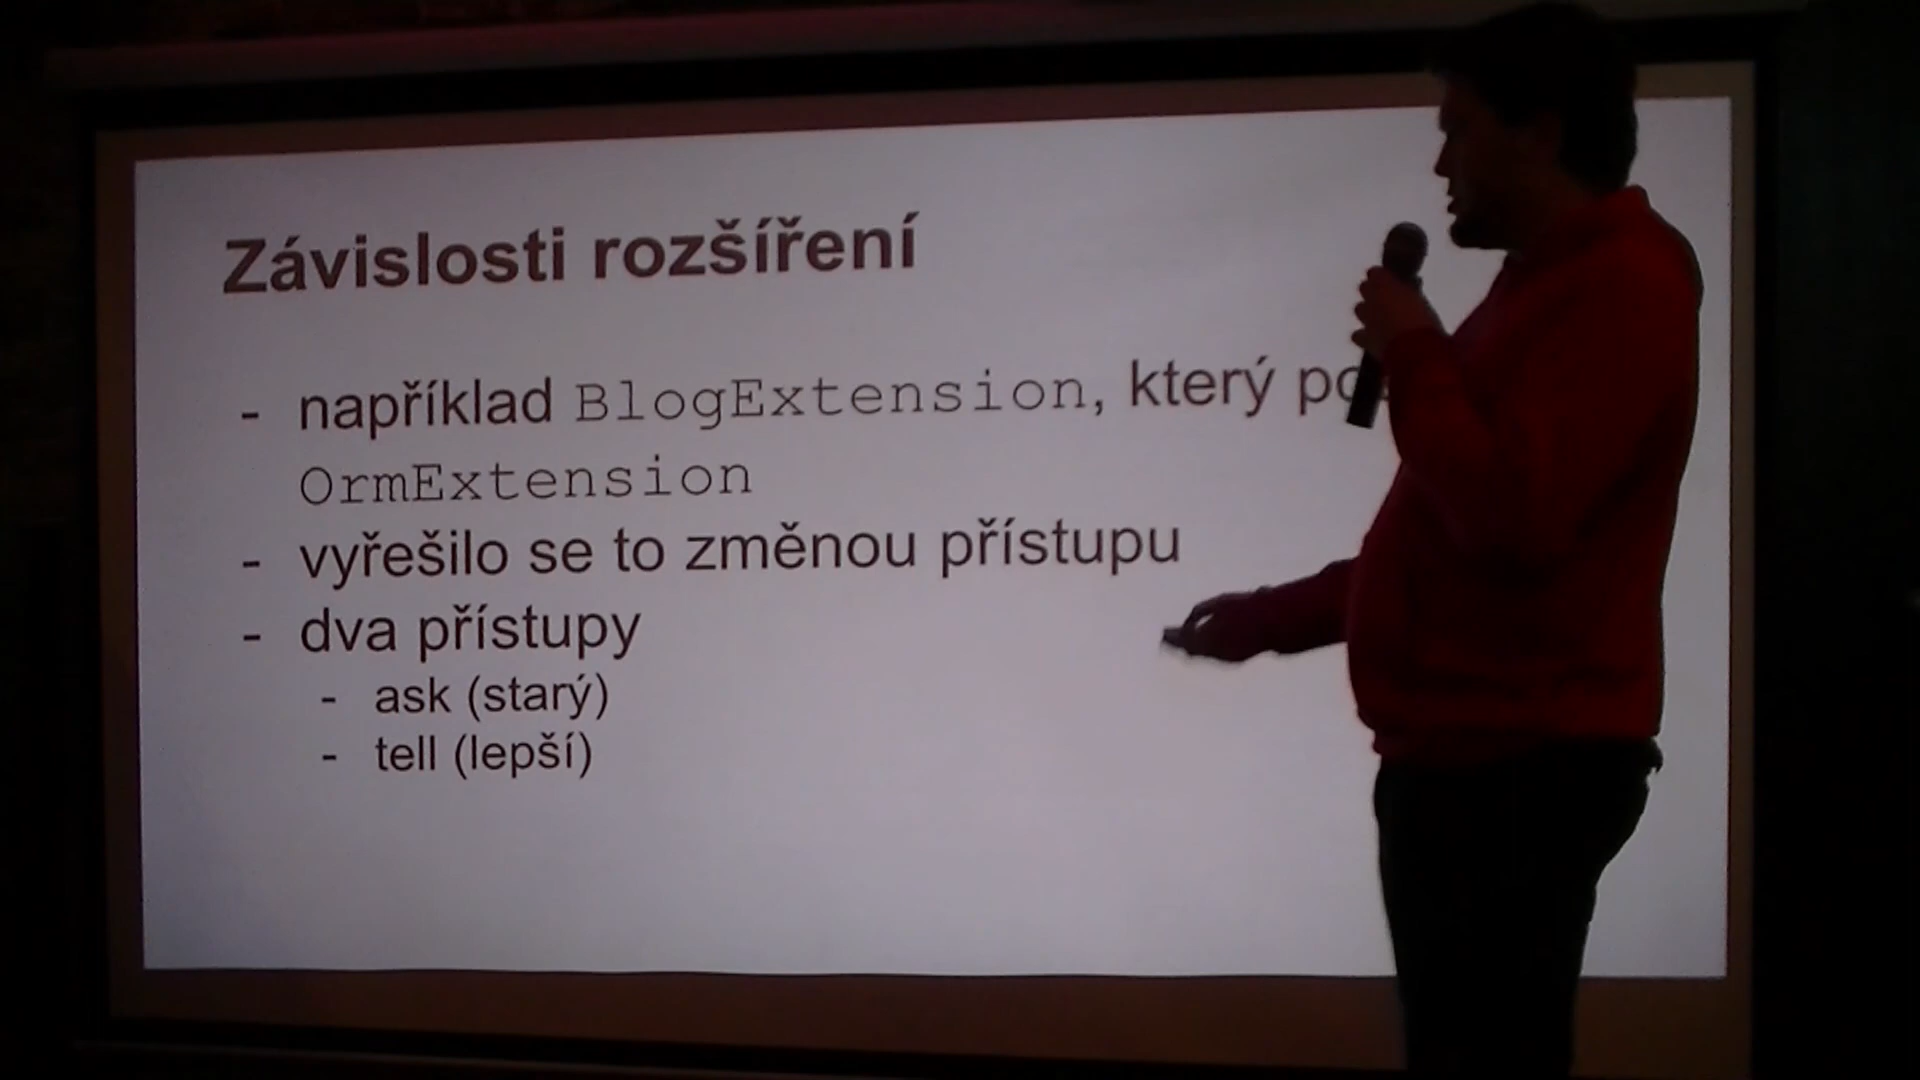 Závislosti rozšíření
- například BlogExtension, který
OrmExtension
- vyřešilo se to změnou přístupu
- dva přístupy
- ask (starý)
- tell (lepší)